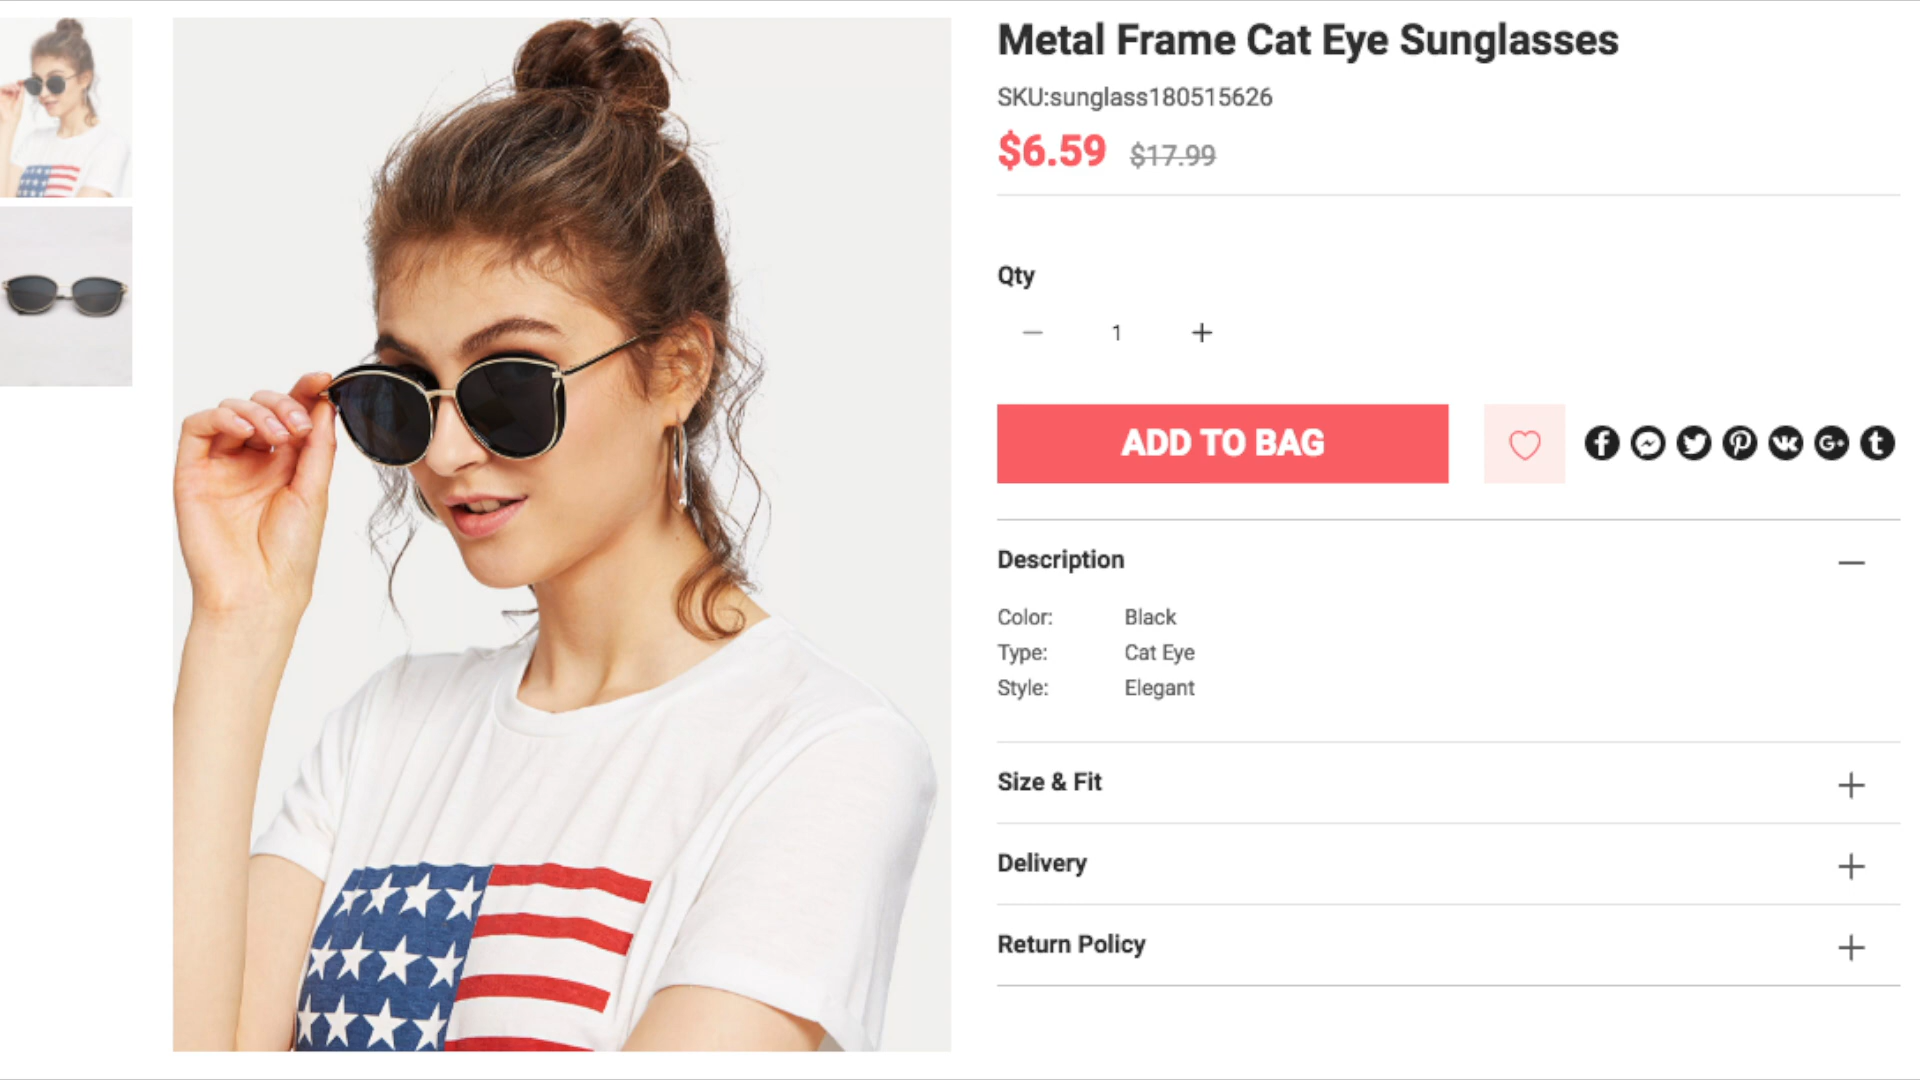 Metal Frame Cat Eye Sunglasses
SKU:sunglass180515626
$6.59 $17.99
Qty
1
ADD TO BAG
Description
Color: Black
Type: Cat Eye
Style: Elegant
Size & Fit
Delivery
Return Policy